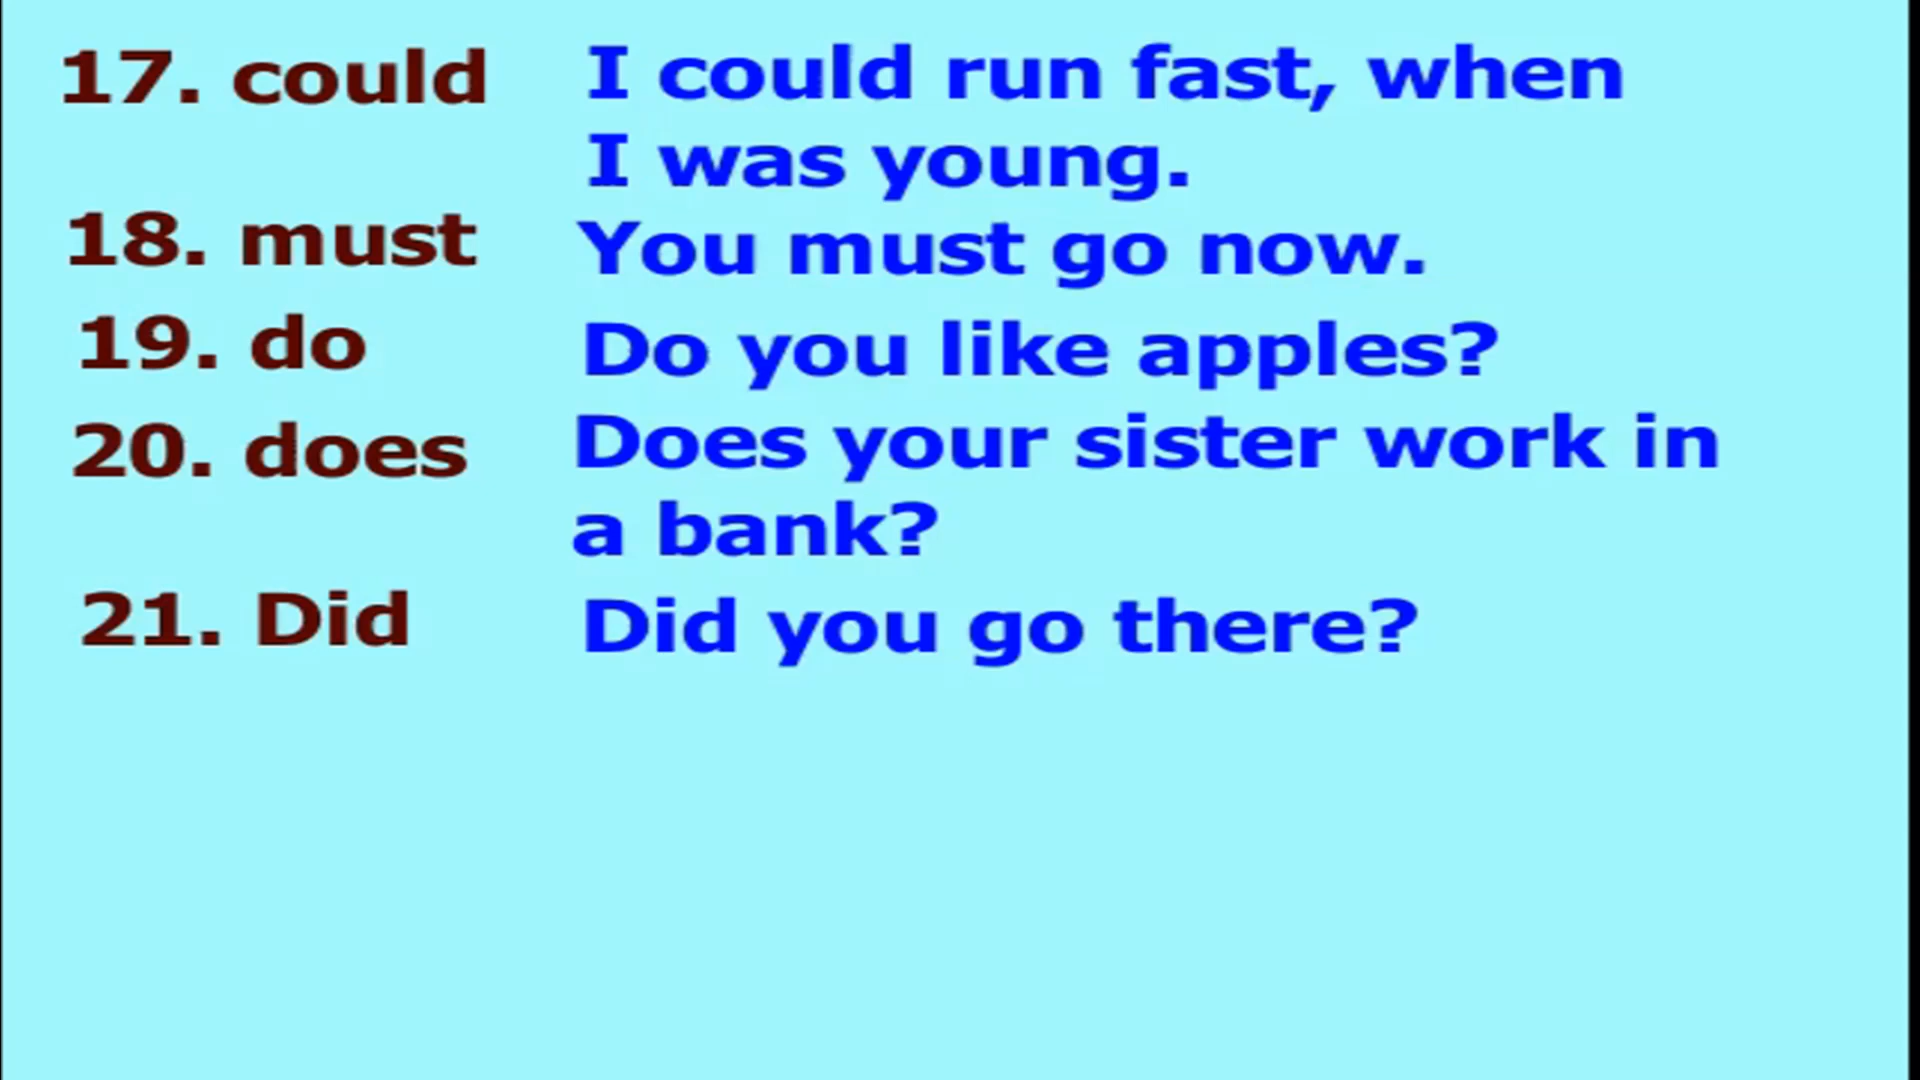 17. could I could run fast, when
I was young.
18. must You must go now.
19. do Do you like apples?
20. does Does your sister work in
a bank?
21. Did Did you go there?